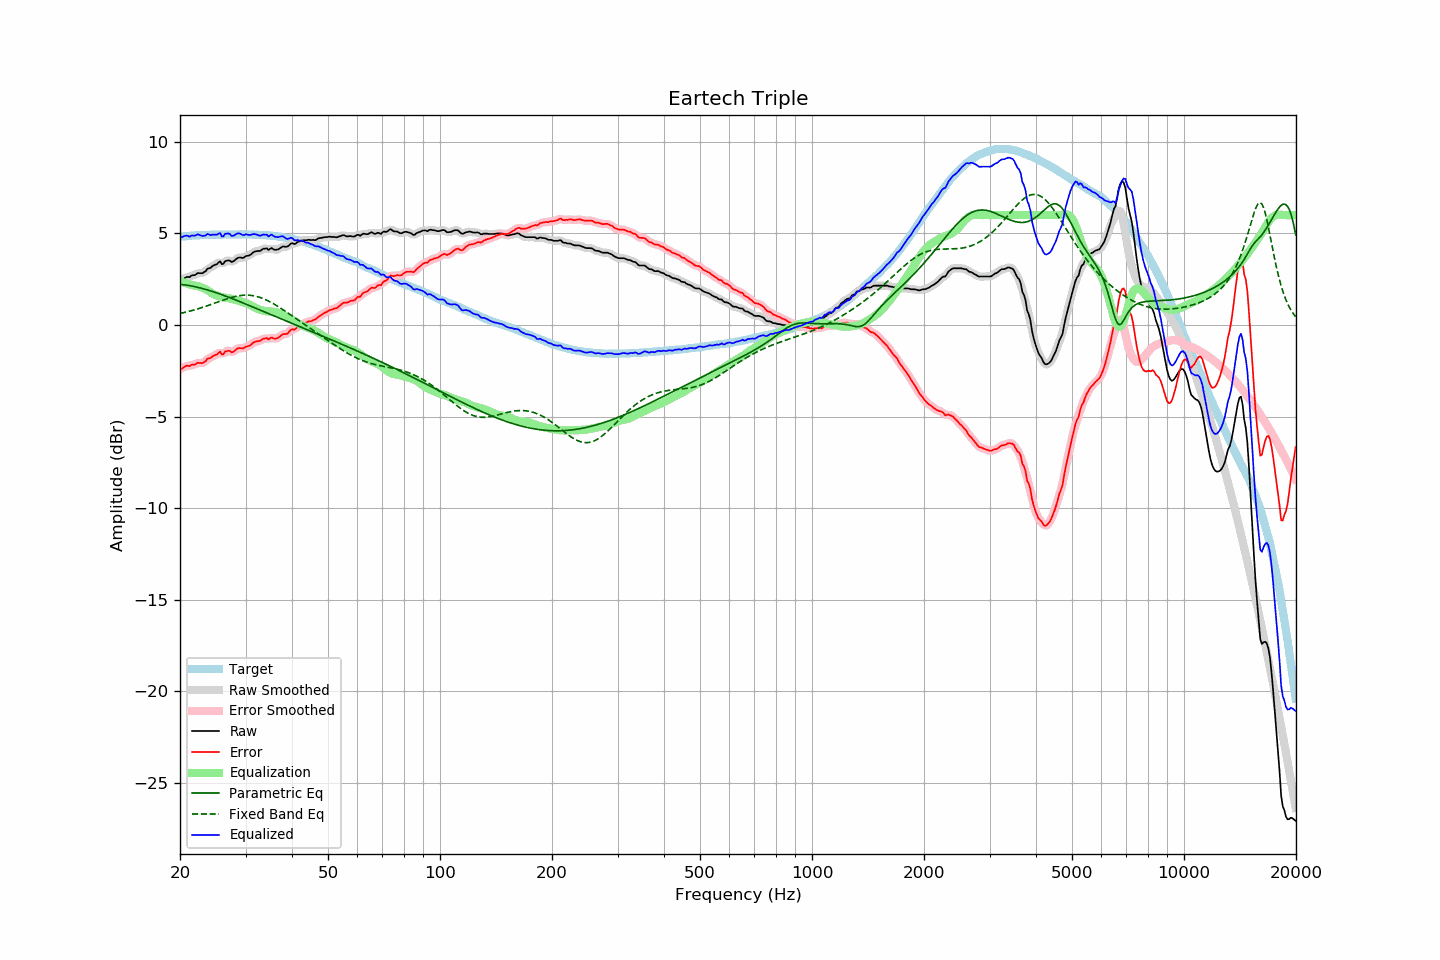 Eartech Triple
10
5
0
−5
−10
−15
−20
−25
Amplitude (dBr)
Target
Raw Smoothed
Error Smoothed
Raw
Error
Equalization
Parametric Eq
Fixed Band Eq
Equalized
20 50 100 200 500 1000 2000 5000 10000 20000
Frequency (Hz)